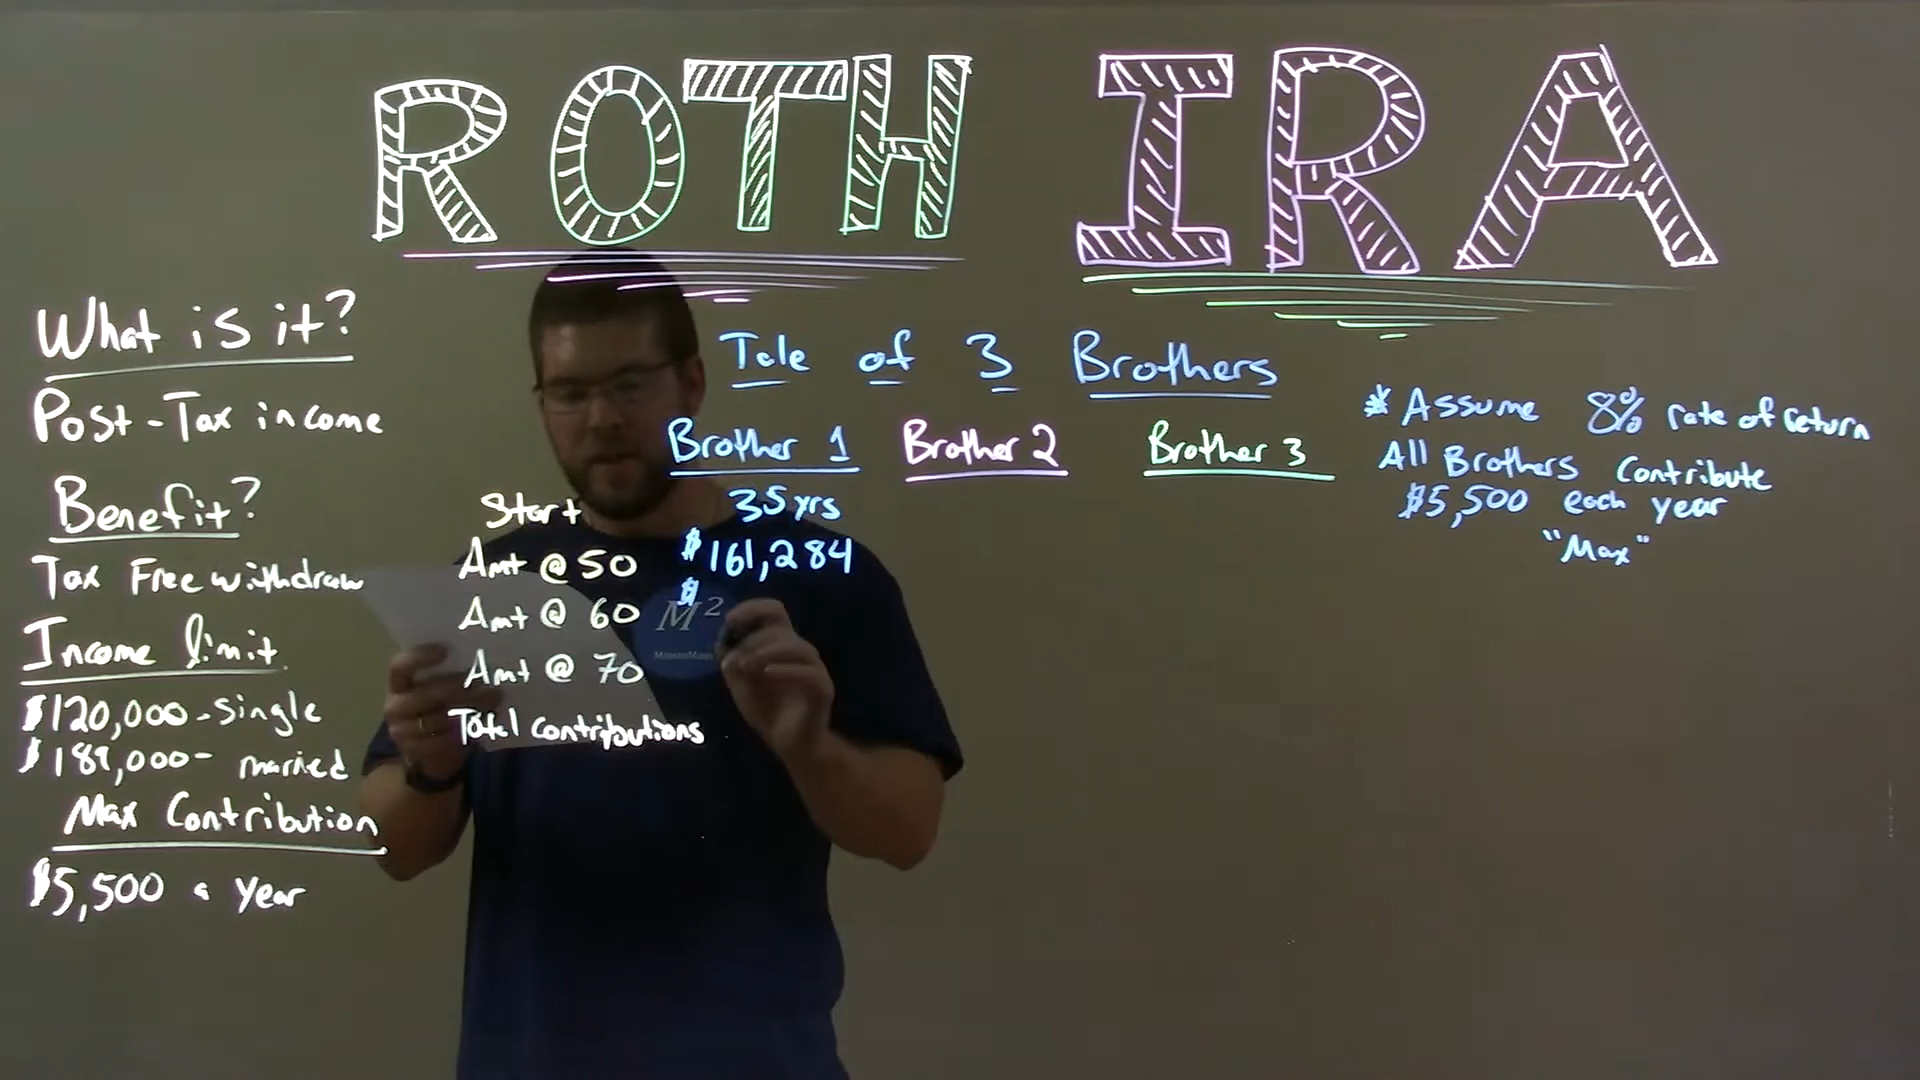 ROTH IRA
What is it?
Post-Tax income
Benefit?
Tax Free withdraw
Income limit
$120,000-single
$189,000- married
Max Contribution
$5,500 a year
Tale of 3 Brothers
Brother 1 Brother 2 Brother 3
Start 35yrs
Amt @ 50 $161,284
Amt @ 60 $
Amt @ 70
Total contributions
* Assume 8% rate of return
All Brothers Contribute
$5,500 each year
"Max"
M²